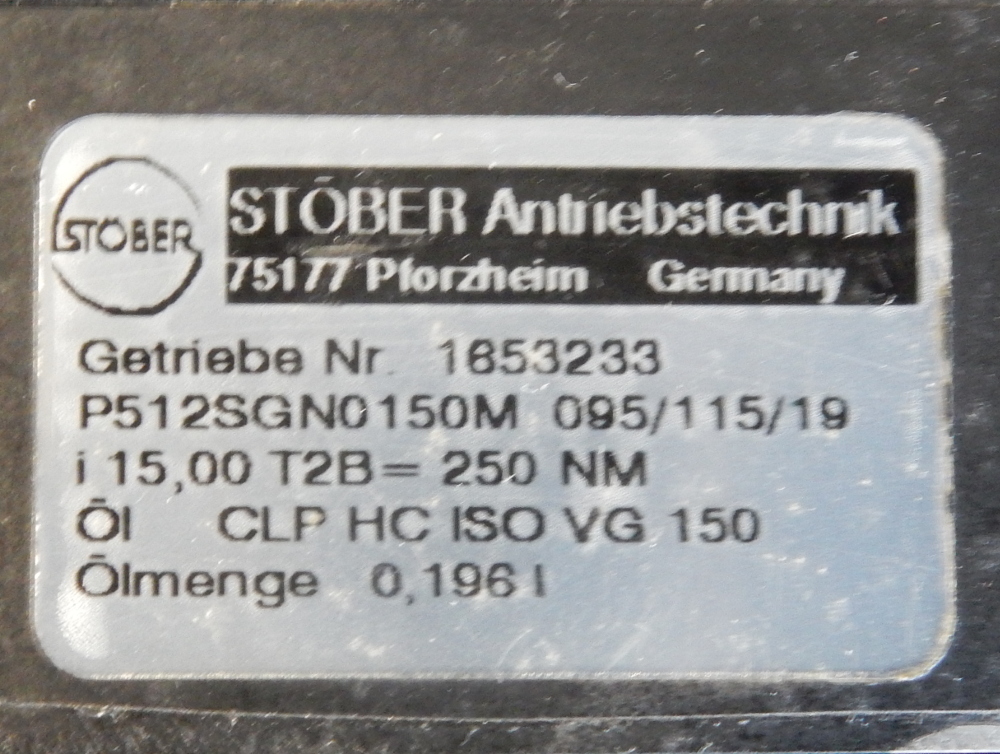 STÖBER
STÖBER Antriebstechnik
75177 Pforzheim Germany
Getriebe Nr. 1653233
P512SGN0150M 095/115/19
i 15,00 T2B= 250 NM
Öl CLP HC ISO VG 150
Ölmenge 0,196 l